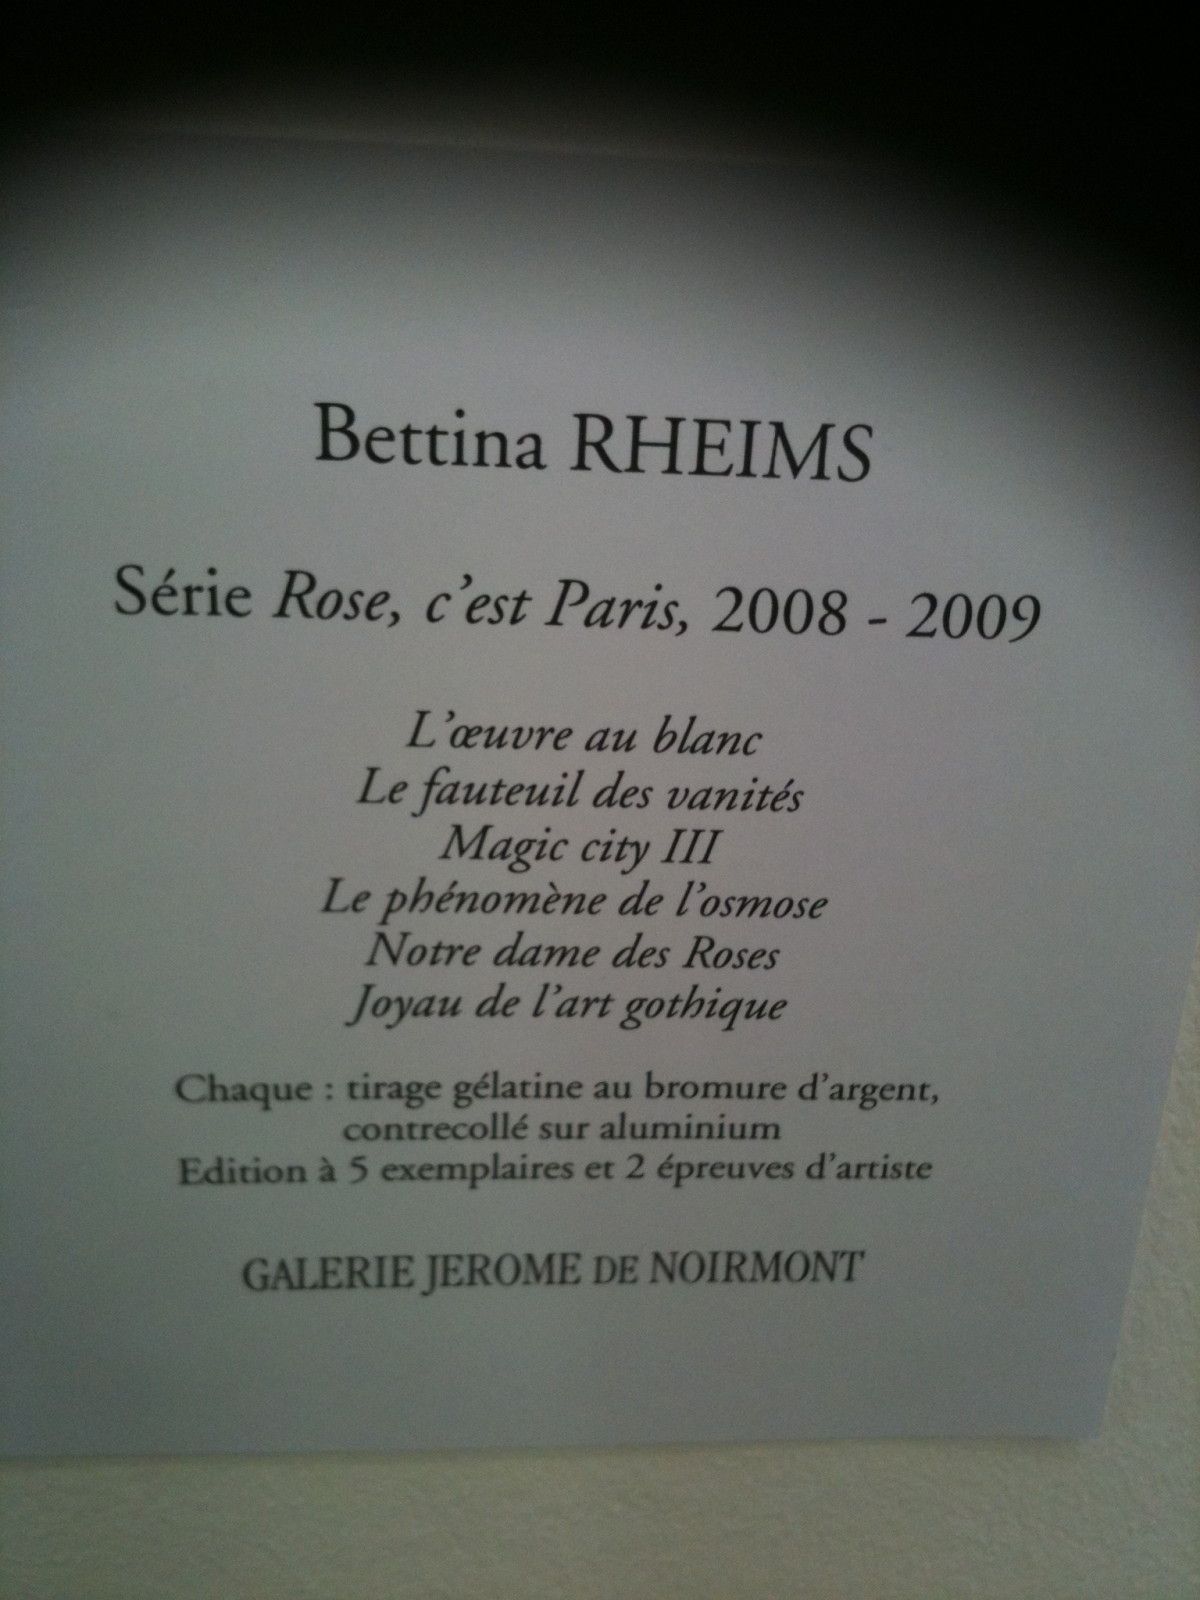 Bettina RHEIMS
Série Rose, c'est Paris, 2008 - 2009
L'œuvre au blanc
Le fauteuil des vanités
Magic city III
Le phénomène de l'osmose
Notre dame des Roses
Joyau de l'art gothique
Chaque : tirage gélatine au bromure d'argent,
contrecollé sur aluminium
Edition à 5 exemplaires et 2 épreuves d'artiste
GALERIE JEROME DE NOIRMONT